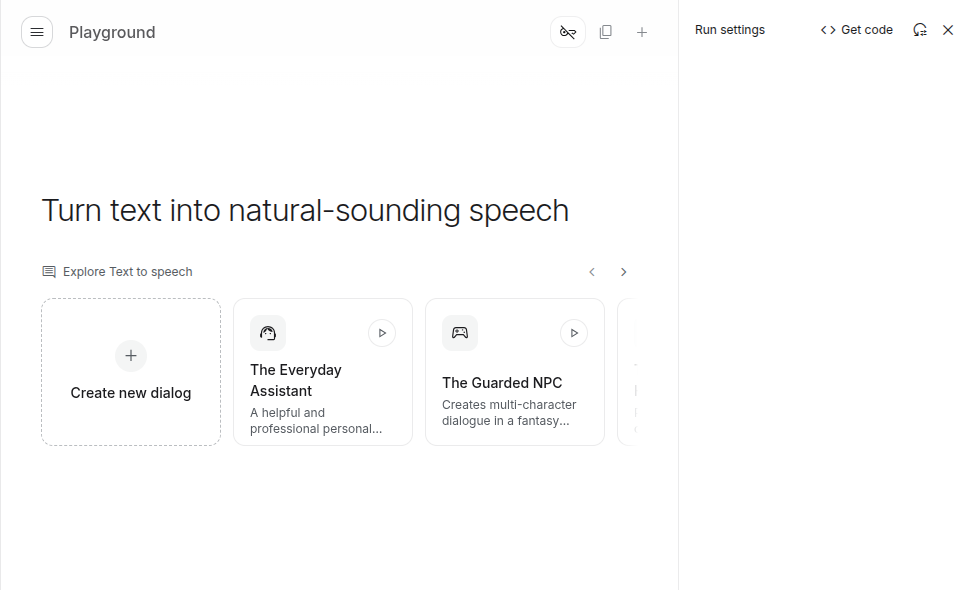 Playground
Run settings
Get code
Turn text into natural-sounding speech
Explore Text to speech
Create new dialog
The Everyday
Assistant
A helpful and
professional personal...
The Guarded NPC
Creates multi-character
dialogue in a fantasy...